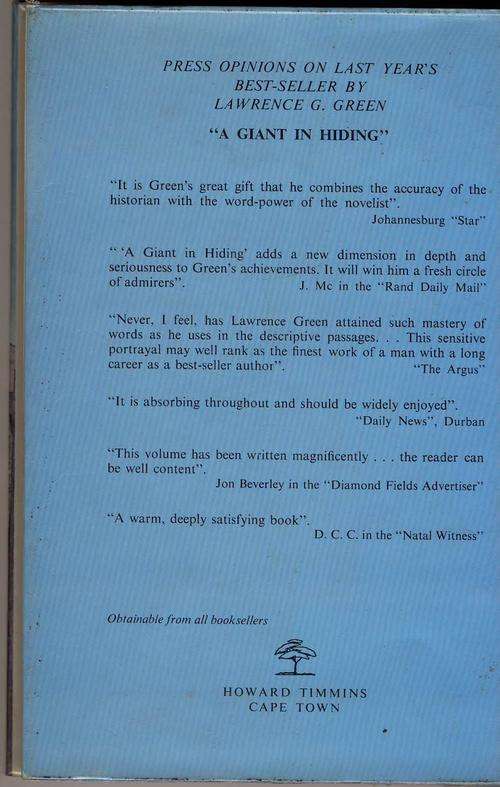 PRESS OPINIONS ON LAST YEAR'S
BEST-SELLER BY
LAWRENCE G. GREEN
“A GIANT IN HIDING”
“It is Green's great gift that he combines the accuracy of the
historian with the word-power of the novelist”.
Johannesburg “Star”
“ ‘A Giant in Hiding’ adds a new dimension in depth and
seriousness to Green's achievements. It will win him a fresh circle
of admirers”. J. Mc in the “Rand Daily Mail”
“Never, I feel, has Lawrence Green attained such mastery of
words as he uses in the descriptive passages. . . This sensitive
portrayal may well rank as the finest work of a man with a long
career as a best-seller author”. “The Argus”
“It is absorbing throughout and should be widely enjoyed”.
“Daily News”, Durban
“This volume has been written magnificently . . . the reader can
be well content”.
Jon Beverley in the “Diamond Fields Advertiser”
“A warm, deeply satisfying book”.
D. C. C. in the “Natal Witness”
Obtainable from all booksellers
HOWARD TIMMINS
CAPE TOWN